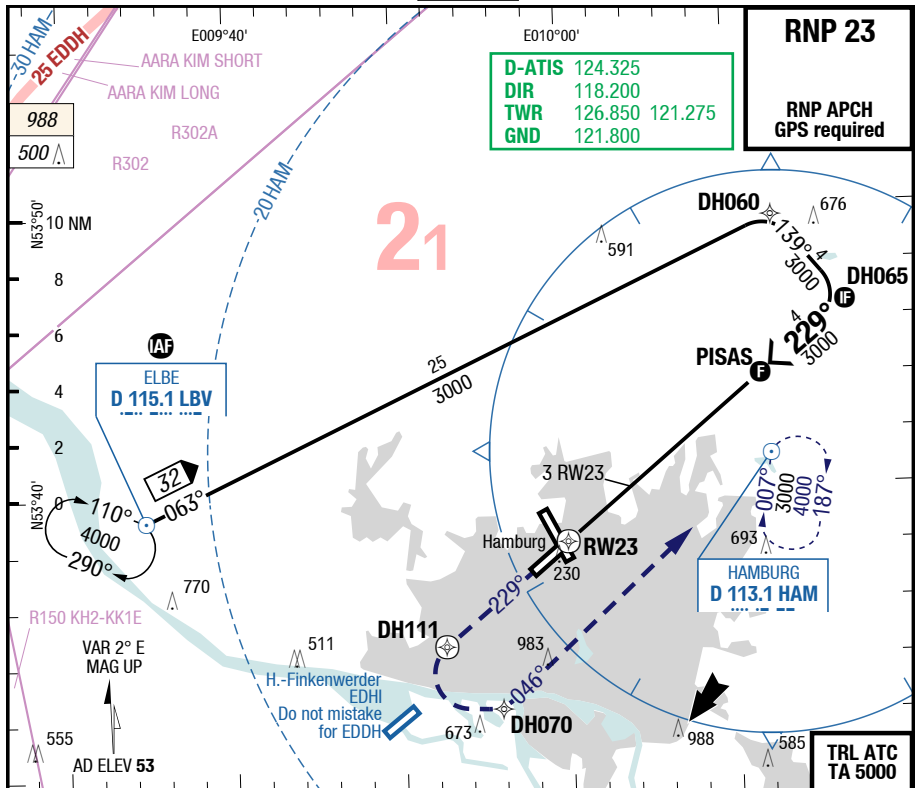 E009°40'
E010°00'
RNP 23
RNP APCH
GPS required
D-ATIS 124.325
DIR 118.200
TWR 126.850 121.275
GND 121.800
30 HAM
25 EDDH
AARA KIM SHORT
AARA KIM LONG
988
500
R302A
R302
20 HAM
21
N53°50'
10 NM
8
6
4
2
0
N53°40'
DH060
676
591
139°
4
3000
DH065
IF
4
229°
3000
PISAS
F
IAF
ELBE
D 115.1 LBV
25
3000
32
063°
110°
4000
290°
3 RW23
Hamburg
RW23
230
007°
3000
4000
187°
693
HAMBURG
D 113.1 HAM
770
229°
R150 KH2-KK1E
VAR 2° E
MAG UP
DH111
511
983
046°
H.-Finkenwerder
EDHI
Do not mistake
for EDDH
673
DH070
988
585
555
AD ELEV 53
TRL ATC
TA 5000